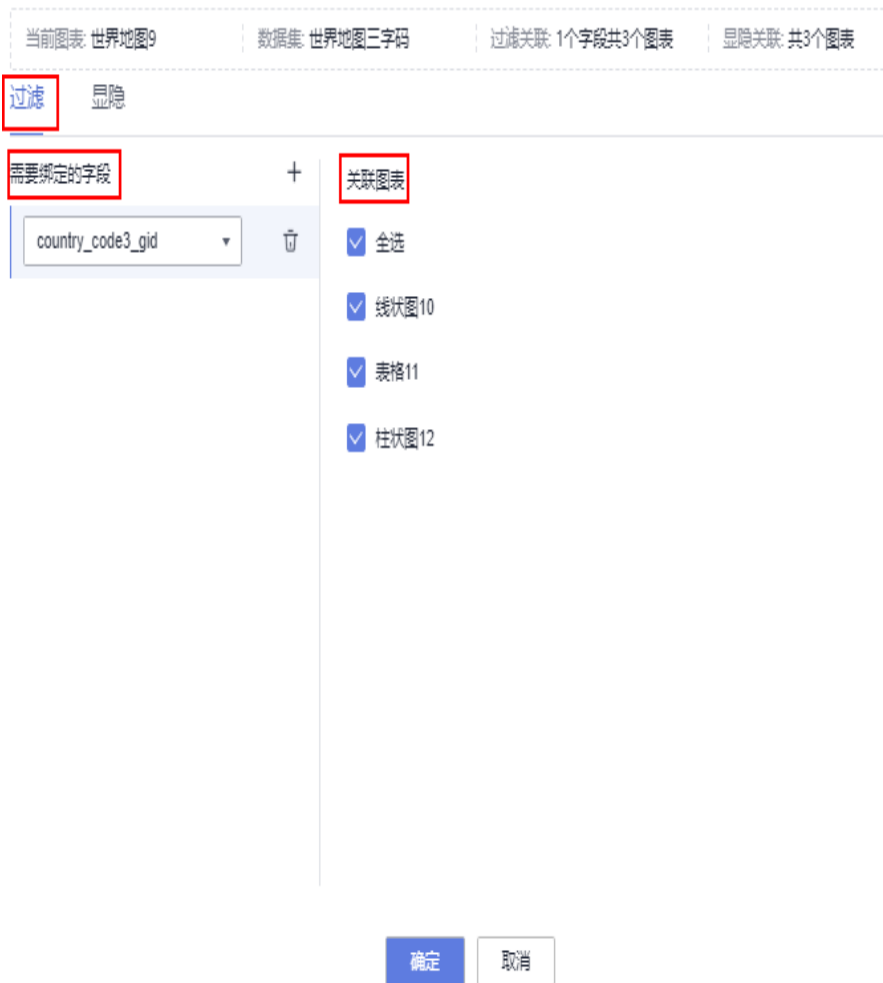 当前图表: 世界地图9 数据集: 世界地图三字码 过滤关联: 1个字段共3个图表 显隐关联: 共3个图表
过滤 显隐
需要绑定的字段 + 关联图表
country_code3_gid 全选
线状图10
表格11
柱状图12
确定 取消